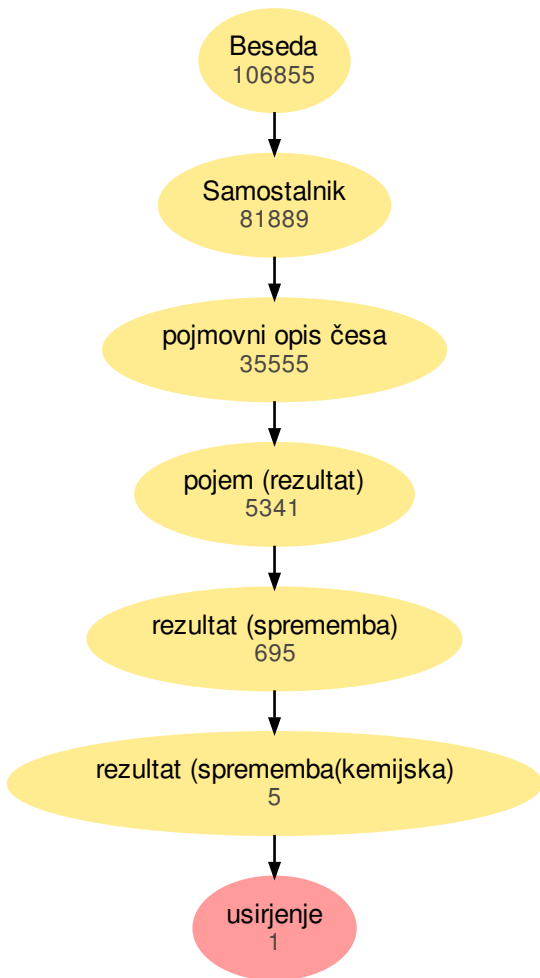 Beseda
106855
Samostalnik
81889
pojmovni opis česa
35555
pojem (rezultat)
5341
rezultat (sprememba)
695
rezultat (sprememba(kemijska)
5
usirjenje
1